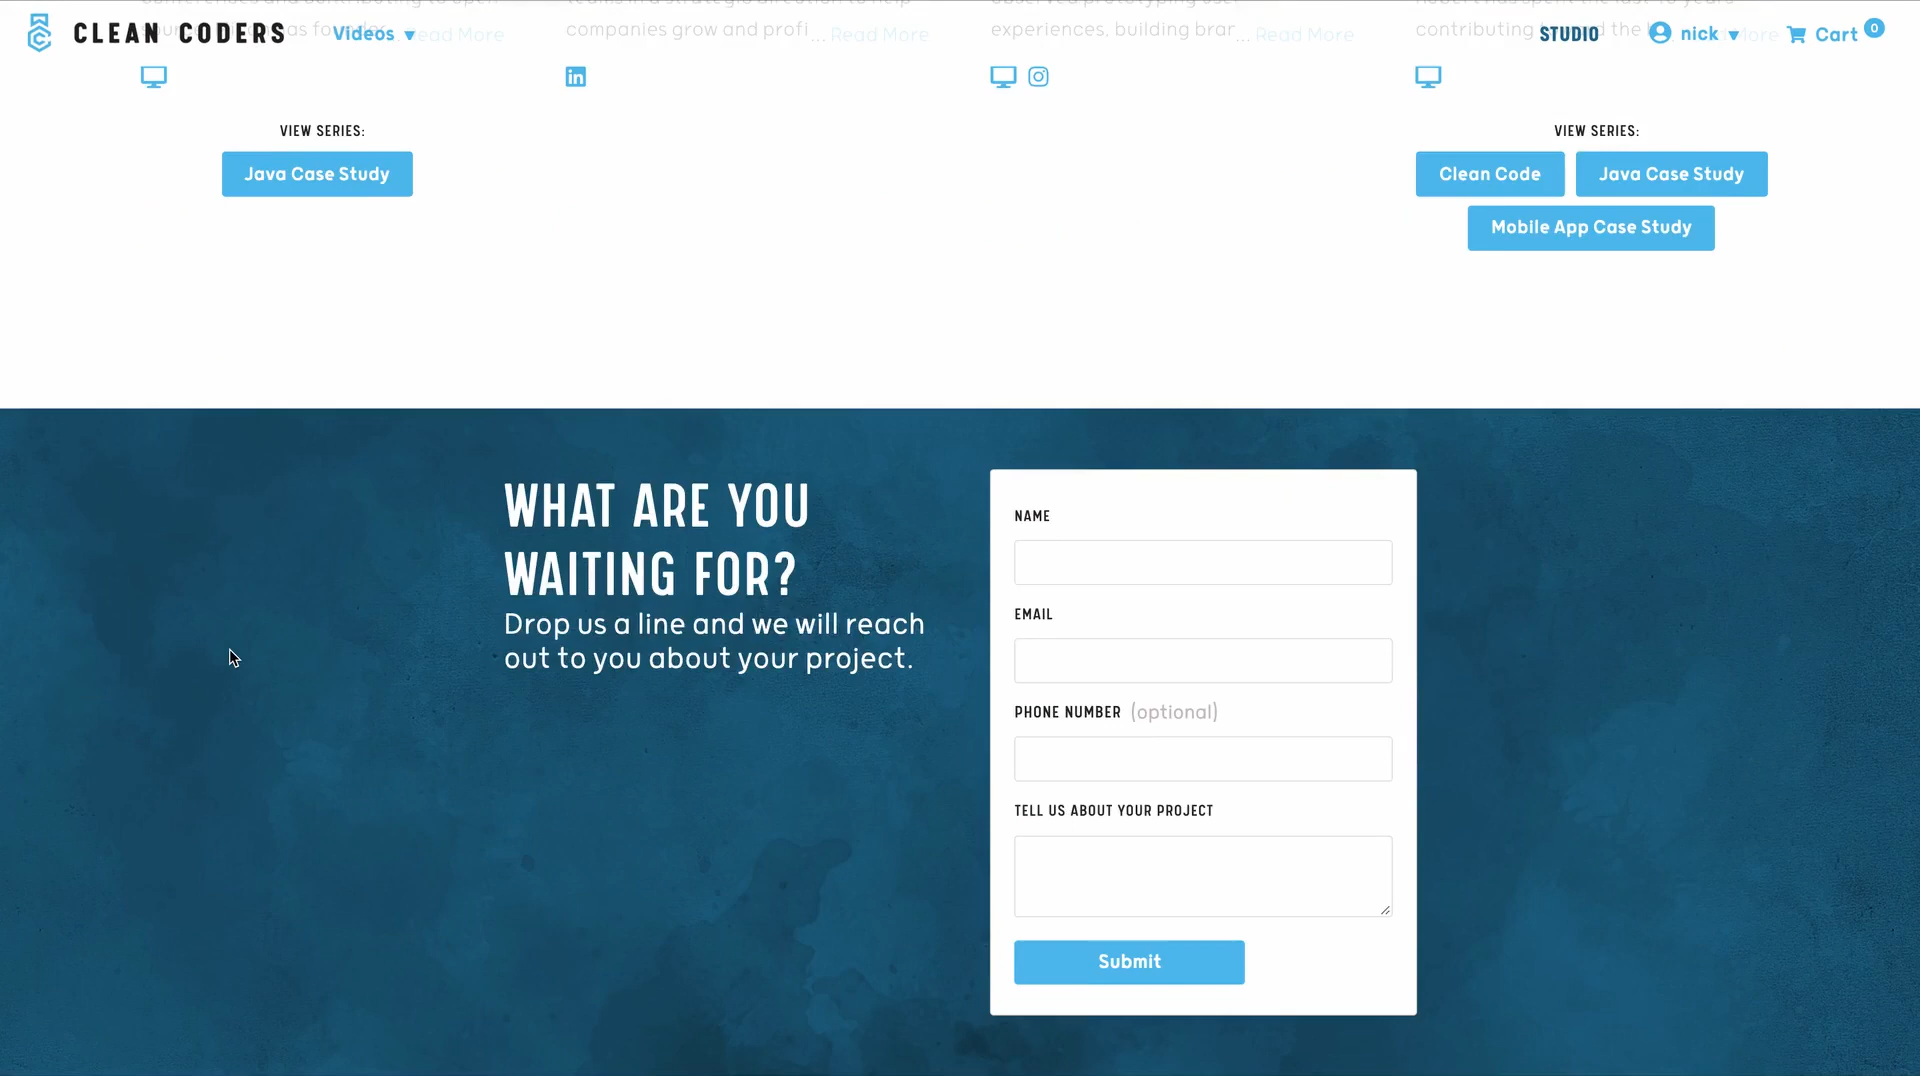 CLEAN CODERS
Videos ▼
STUDIO
nick ▼
Cart 0
companies grow and profi... Read More
experiences, building brar... Read More
contributing
VIEW SERIES:
Java Case Study
VIEW SERIES:
Clean Code
Java Case Study
Mobile App Case Study
WHAT ARE YOU
WAITING FOR?
Drop us a line and we will reach
out to you about your project.
NAME
EMAIL
PHONE NUMBER (optional)
TELL US ABOUT YOUR PROJECT
Submit